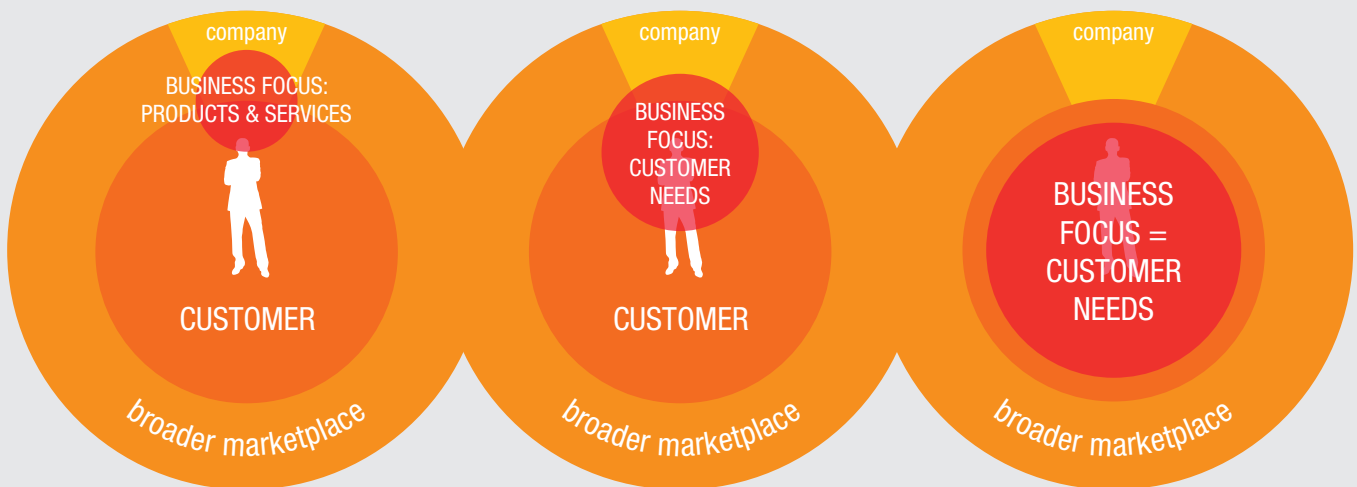 company
BUSINESS FOCUS:
PRODUCTS & SERVICES
CUSTOMER
broader marketplace
company
BUSINESS
FOCUS:
CUSTOMER
NEEDS
CUSTOMER
broader marketplace
company
BUSINESS
FOCUS =
CUSTOMER
NEEDS
broader marketplace